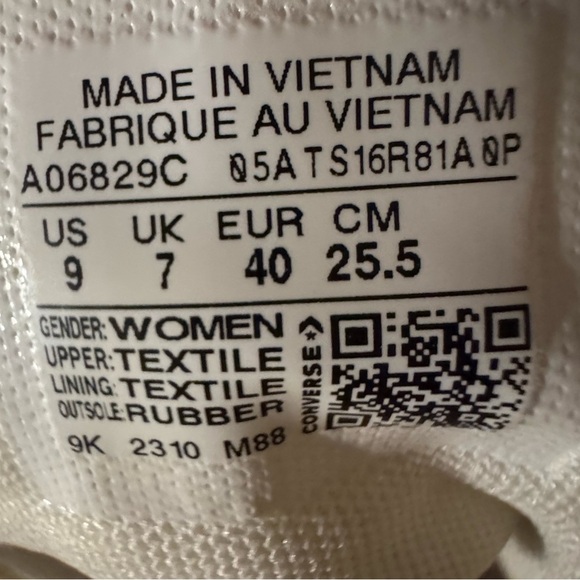 MADE IN VIETNAM
FABRIQUE AU VIETNAM
A06829C 05ATS16R81A0P
US UK EUR CM
9 7 40 25.5
GENDER: WOMEN
UPPER: TEXTILE
LINING: TEXTILE
OUTSOLE: RUBBER
9K 2310 M88
CONVERSE